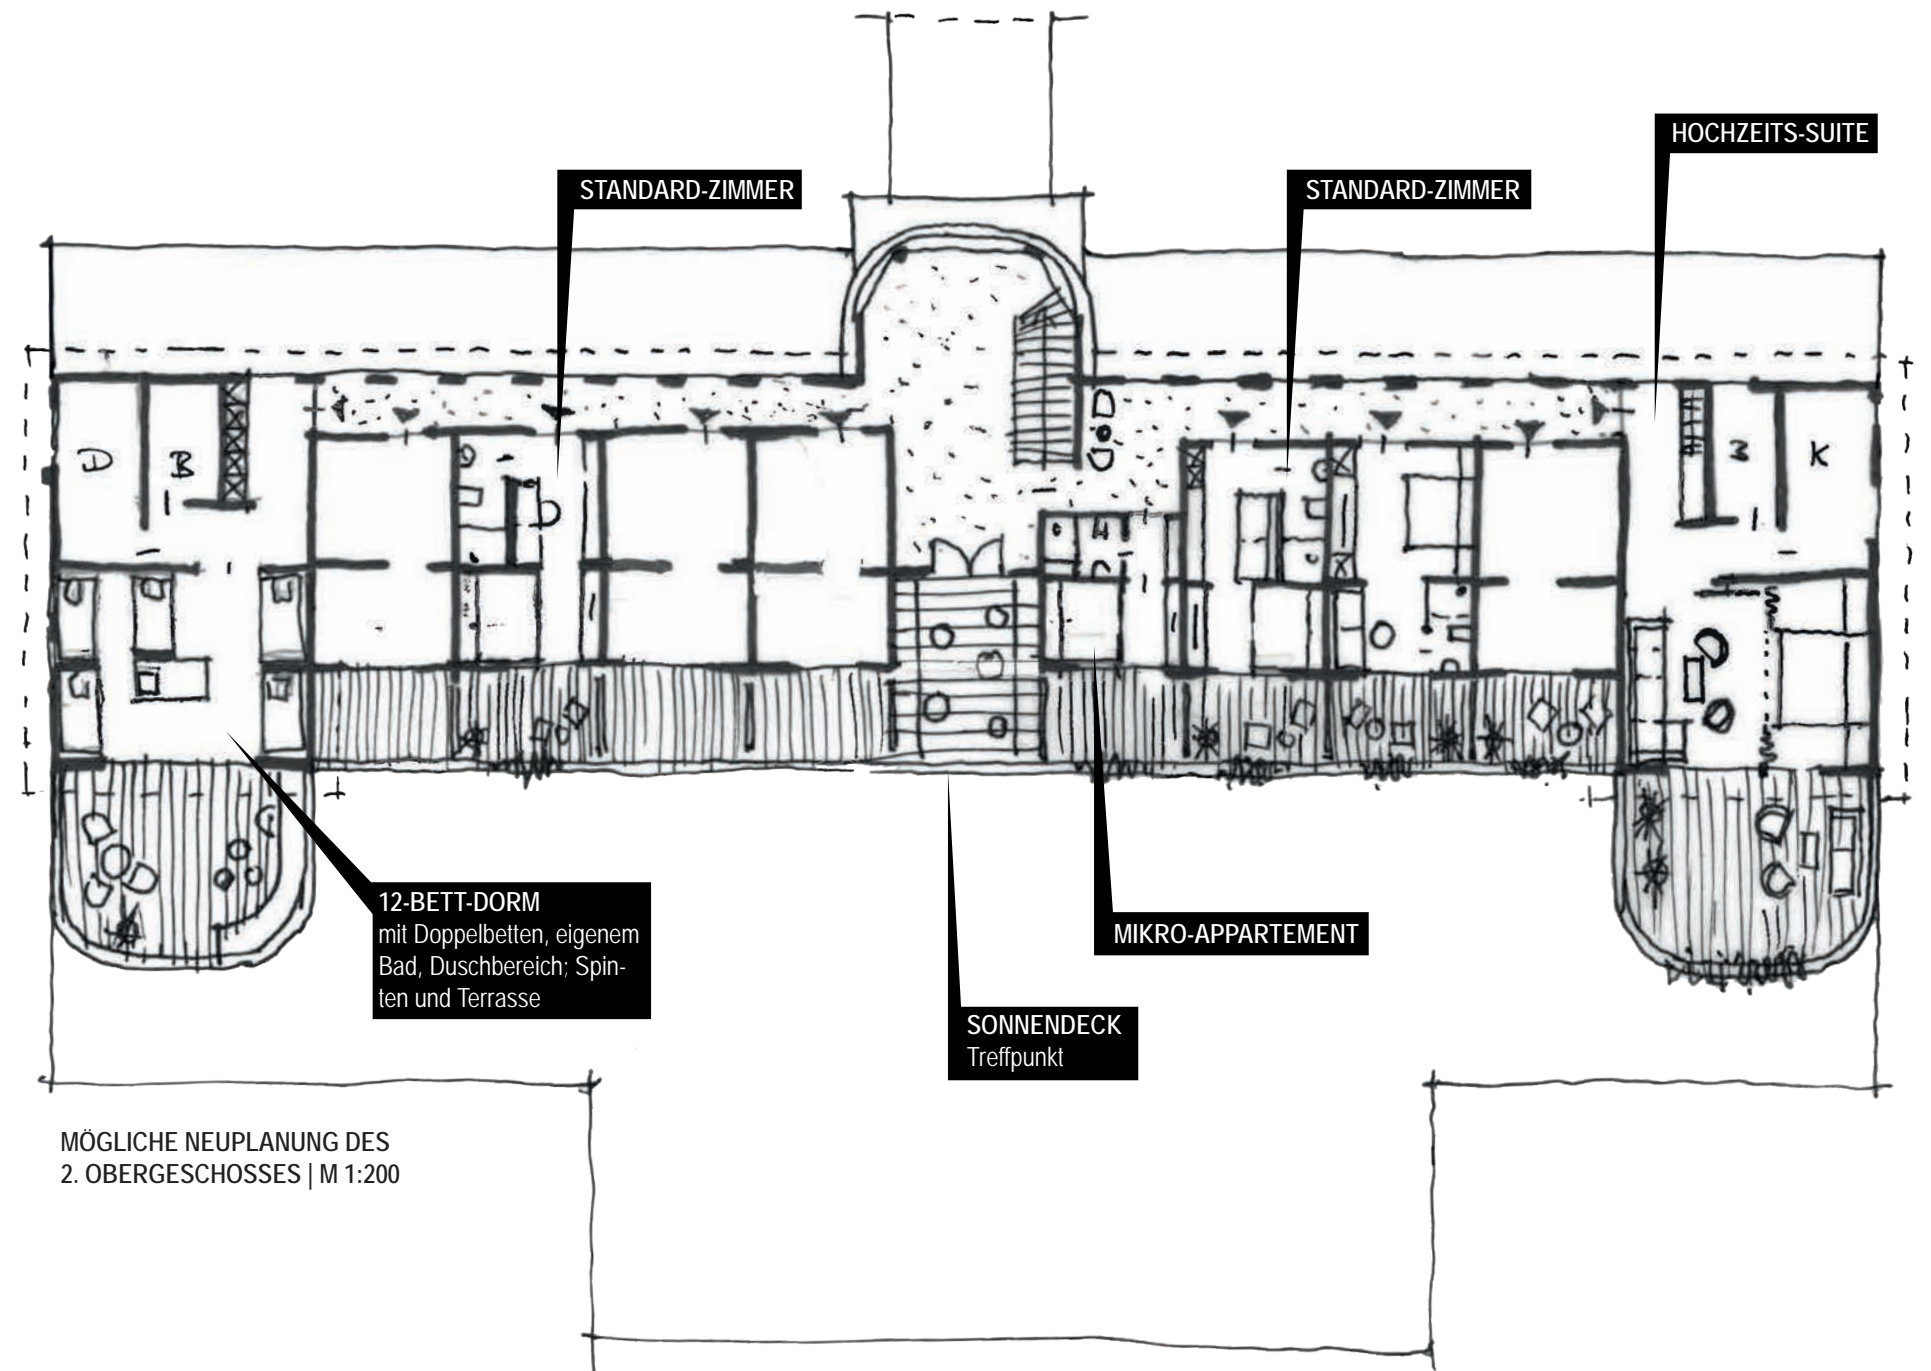 HOCHZEITS-SUITE
STANDARD-ZIMMER
STANDARD-ZIMMER
D
B
K
12-BETT-DORM
mit Doppelbetten, eigenem
Bad, Duschbereich; Spin-
ten und Terrasse
MIKRO-APPARTEMENT
SONNENDECK
Treffpunkt
MÖGLICHE NEUPLANUNG DES
2. OBERGESCHOSSES | M 1:200